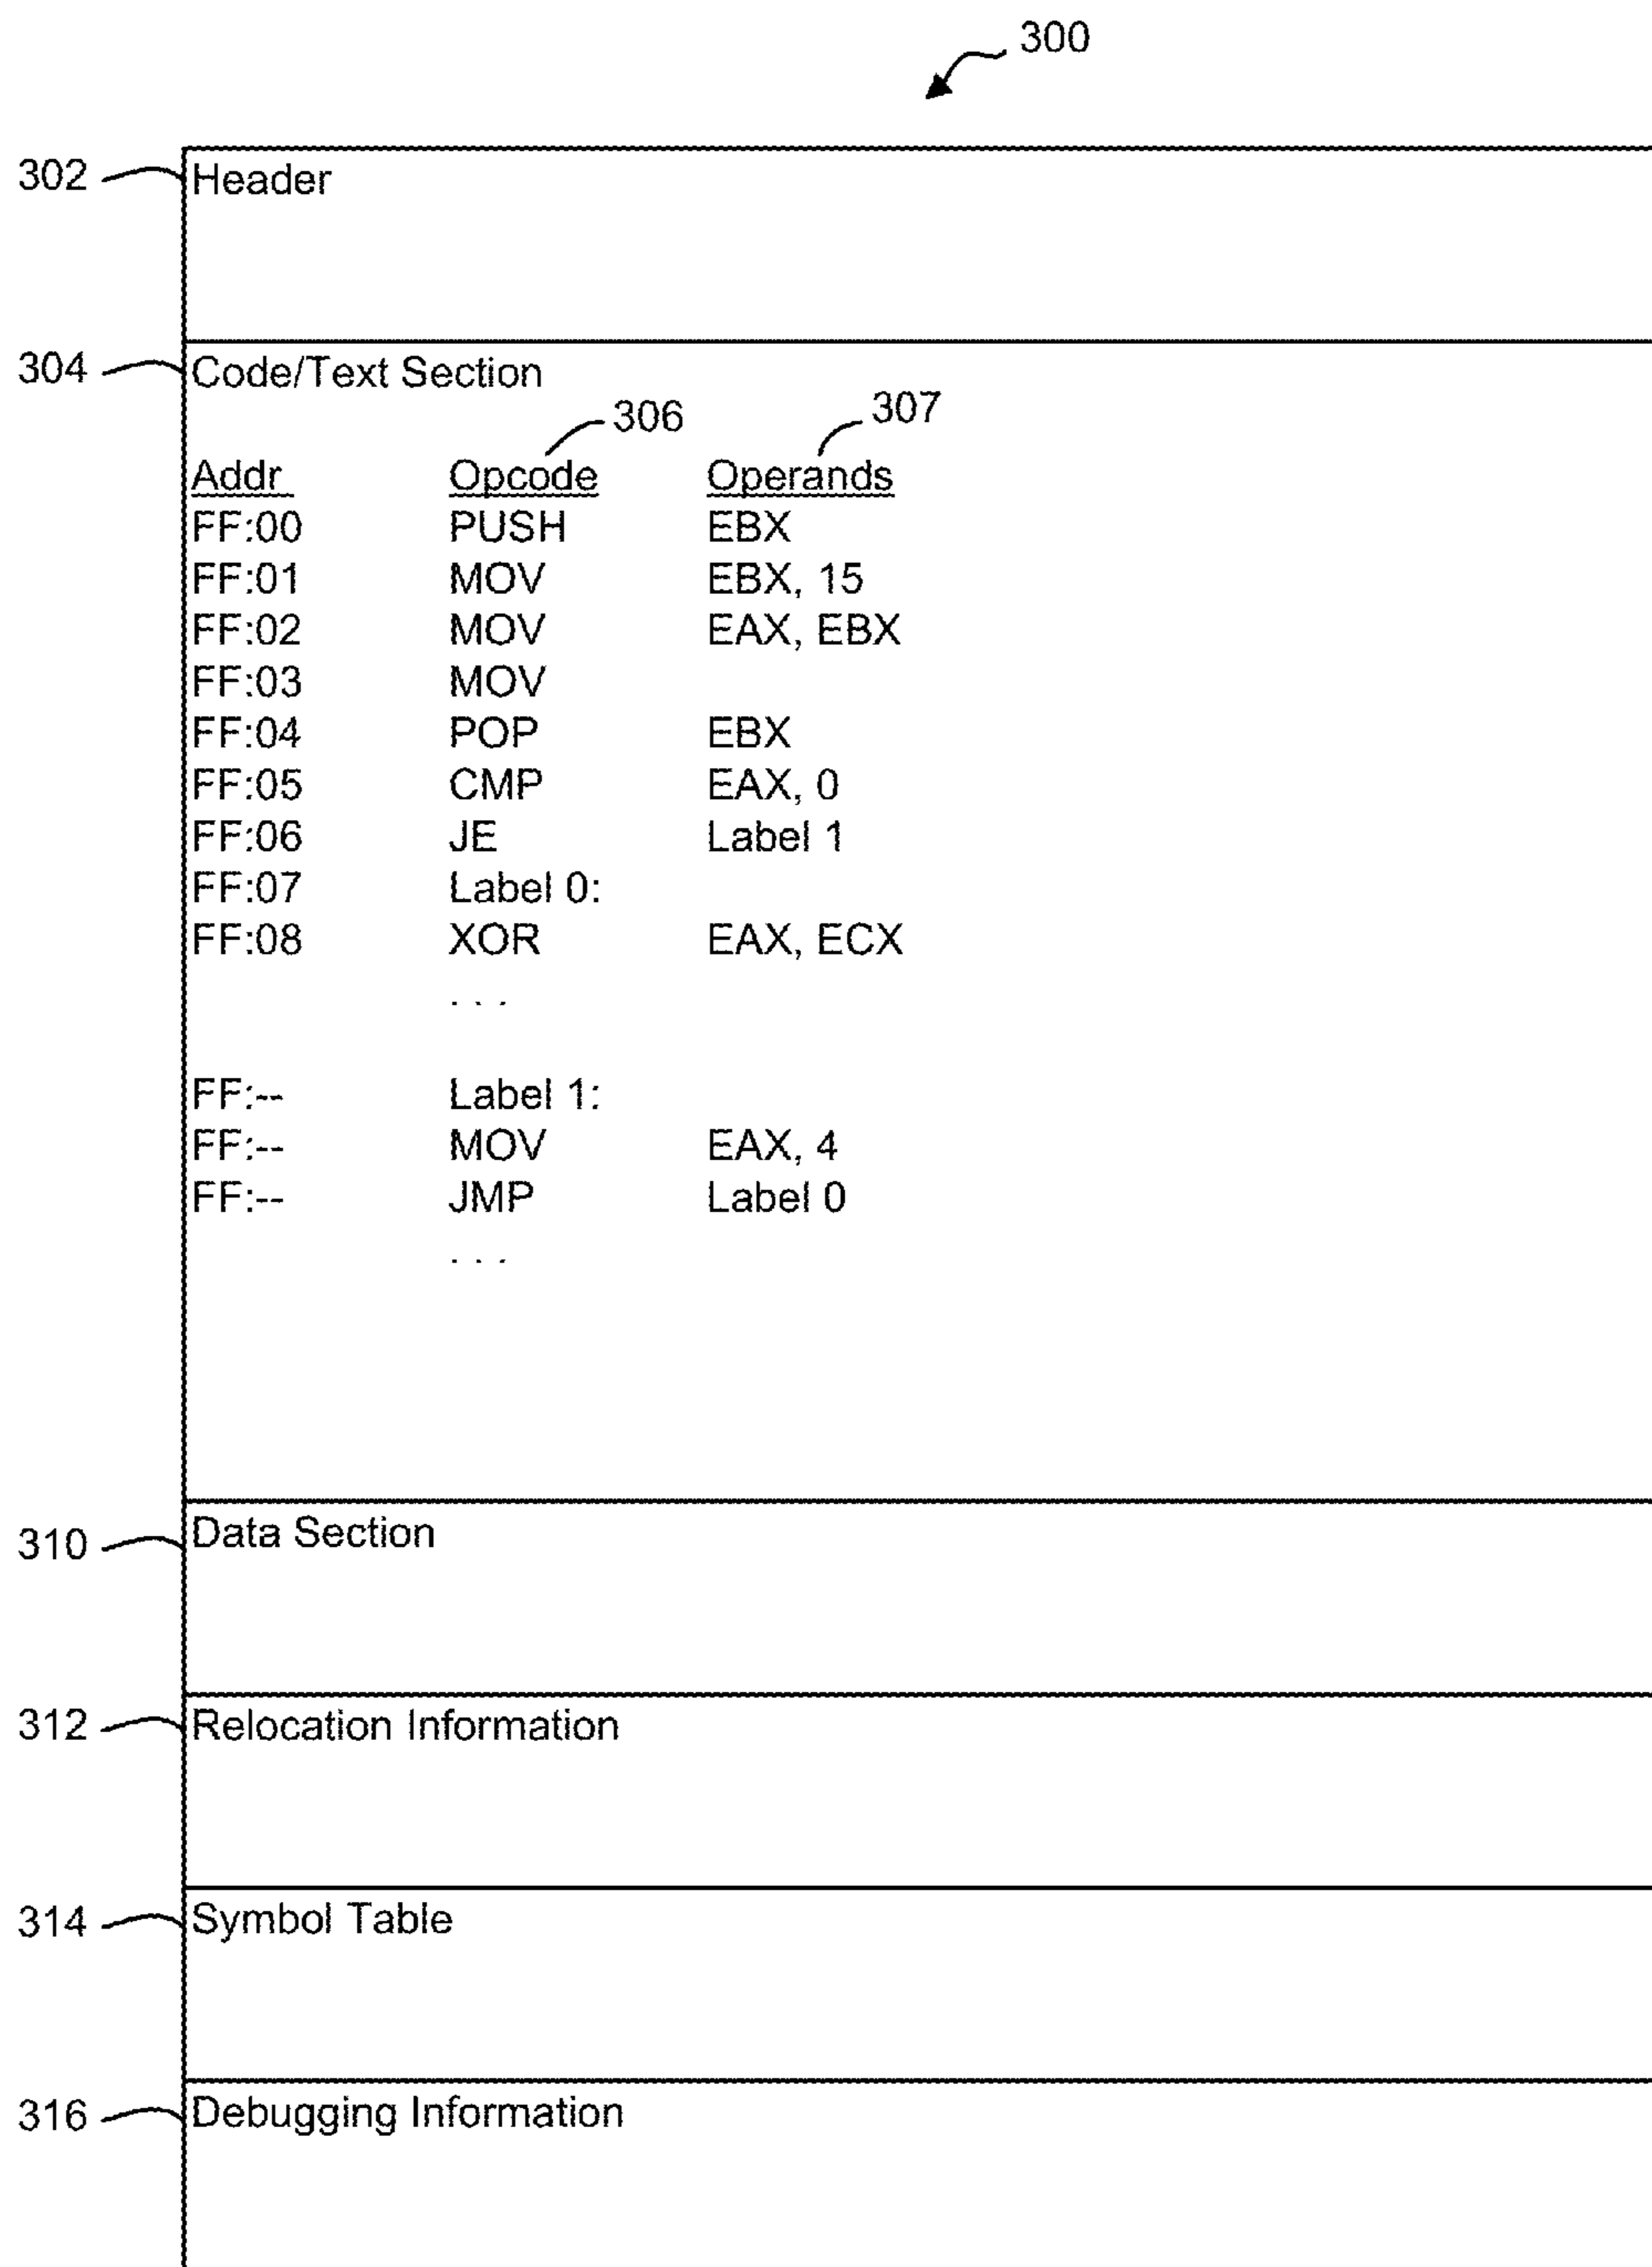 300
302 Header
304 Code/Text Section
306 307
Addr Opcode Operands
FF:00 PUSH EBX
FF:01 MOV EBX, 15
FF:02 MOV EAX, EBX
FF:03 MOV
FF:04 POP EBX
FF:05 CMP EAX, 0
FF:06 JE Label 1
FF:07 Label 0:
FF:08 XOR EAX, ECX
. . .
FF:-- Label 1:
FF:-- MOV EAX, 4
FF:-- JMP Label 0
. . .
310 Data Section
312 Relocation Information
314 Symbol Table
316 Debugging Information